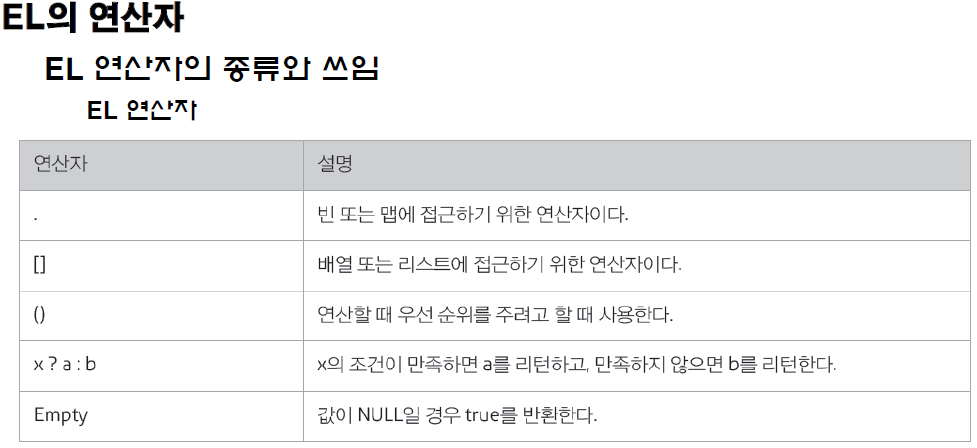 EL의 연산자
EL 연산자의 종류와 쓰임
EL 연산자
연산자 설명
. 빈 또는 맵에 접근하기 위한 연산자이다.
[] 배열 또는 리스트에 접근하기 위한 연산자이다.
() 연산할 때 우선 순위를 주려고 할 때 사용한다.
x ? a : b x의 조건이 만족하면 a를 리턴하고, 만족하지 않으면 b를 리턴한다.
Empty 값이 NULL일 경우 true를 반환한다.